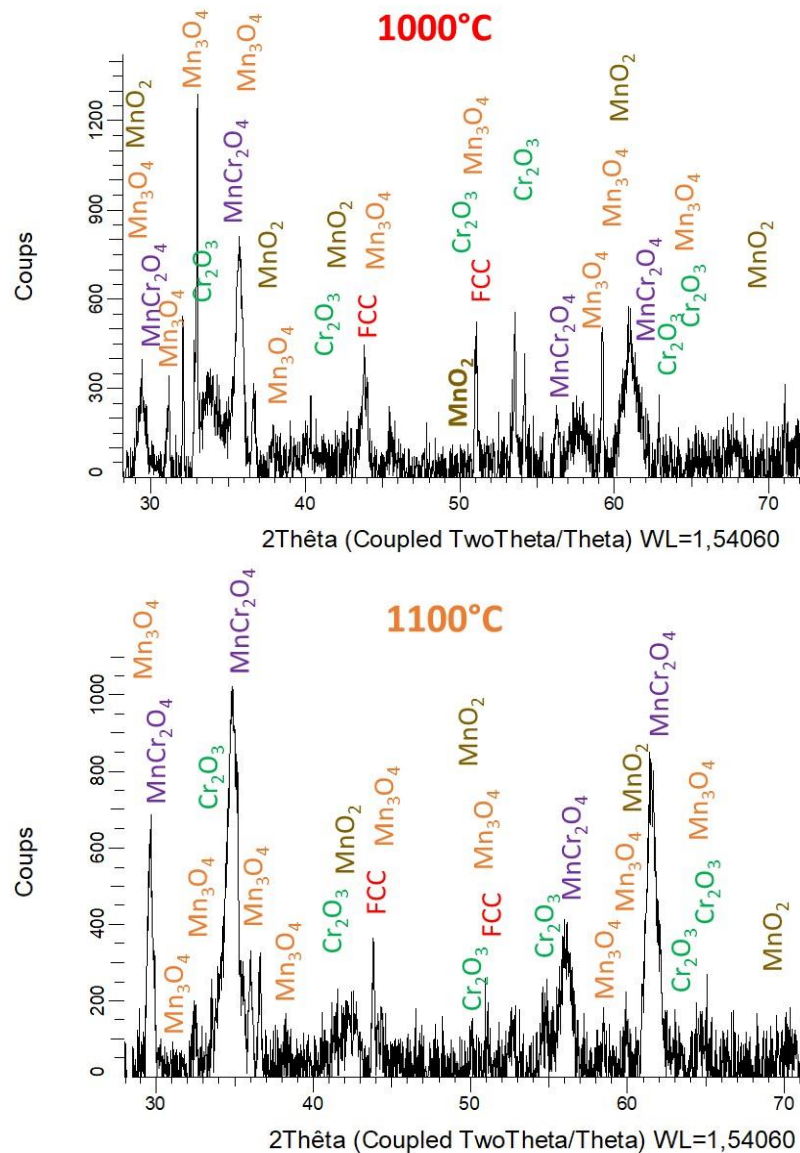 1000°C
Mn₃O₄
Mn₃O₄
MnO₂
MnO₂
Mn₃O₄
Cr₂O₃
MnCr₂O₄
Mn₃O₄
Mn₃O₄
Cr₂O₃
MnO₂
Mn₃O₄
Mn₃O₄
MnCr₂O₄
MnO₂
MnO₂
Mn₃O₄
Cr₂O₃
Mn₃O₄
Cr₂O₃
FCC
FCC
Mn₃O₄
MnCr₂O₄
Cr₂O₃
Mn₃O₄
MnO₂
MnCr₂O₄
Cr₂O₃
Coups
1200
900
600
300
0
30
40
50
60
70
2Thêta (Coupled TwoTheta/Theta) WL=1,54060
1100°C
Mn₃O₄
MnCr₂O₄
MnCr₂O₄
MnCr₂O₄
Cr₂O₃
MnO₂
MnO₂
Mn₃O₄
Mn₃O₄
Mn₃O₄
MnO₂
Mn₃O₄
MnCr₂O₄
Mn₃O₄
Mn₃O₄
FCC
FCC
Mn₃O₄
Cr₂O₃
Cr₂O₃
Cr₂O₃
MnO₂
Mn₃O₄
Mn₃O₄
Cr₂O₃
Cr₂O₃
Mn₃O₄
Coups
1000
800
600
400
200
0
30
40
50
60
70
2Thêta (Coupled TwoTheta/Theta) WL=1,54060